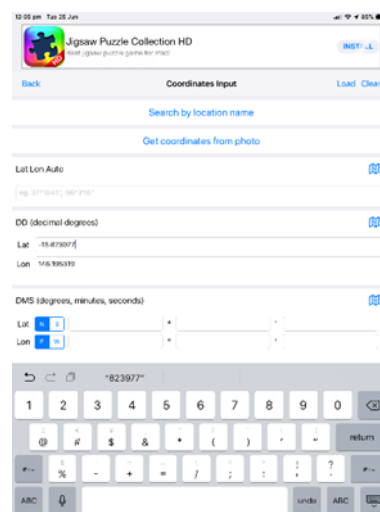 12:05 pm Tue 25 Jun 85%
Jigsaw Puzzle Collection HD
Best jigsaw puzzle game for iPad!
INSTALL
Back Coordinates Input Load Clear
Search by location name
Get coordinates from photo
Lat Lon Auto
DD (decimal degrees)
Lat -18.823977
Lon 146.195319
DMS (degrees, minutes, seconds)
Lat N S ° '
Lon E W ° '
"823977"
1 2 3 4 5 6 7 8 9 0
@ # $ & * ( ) ' "
return
#+= % - + = / ; : ! ? #+=
ABC undo ABC